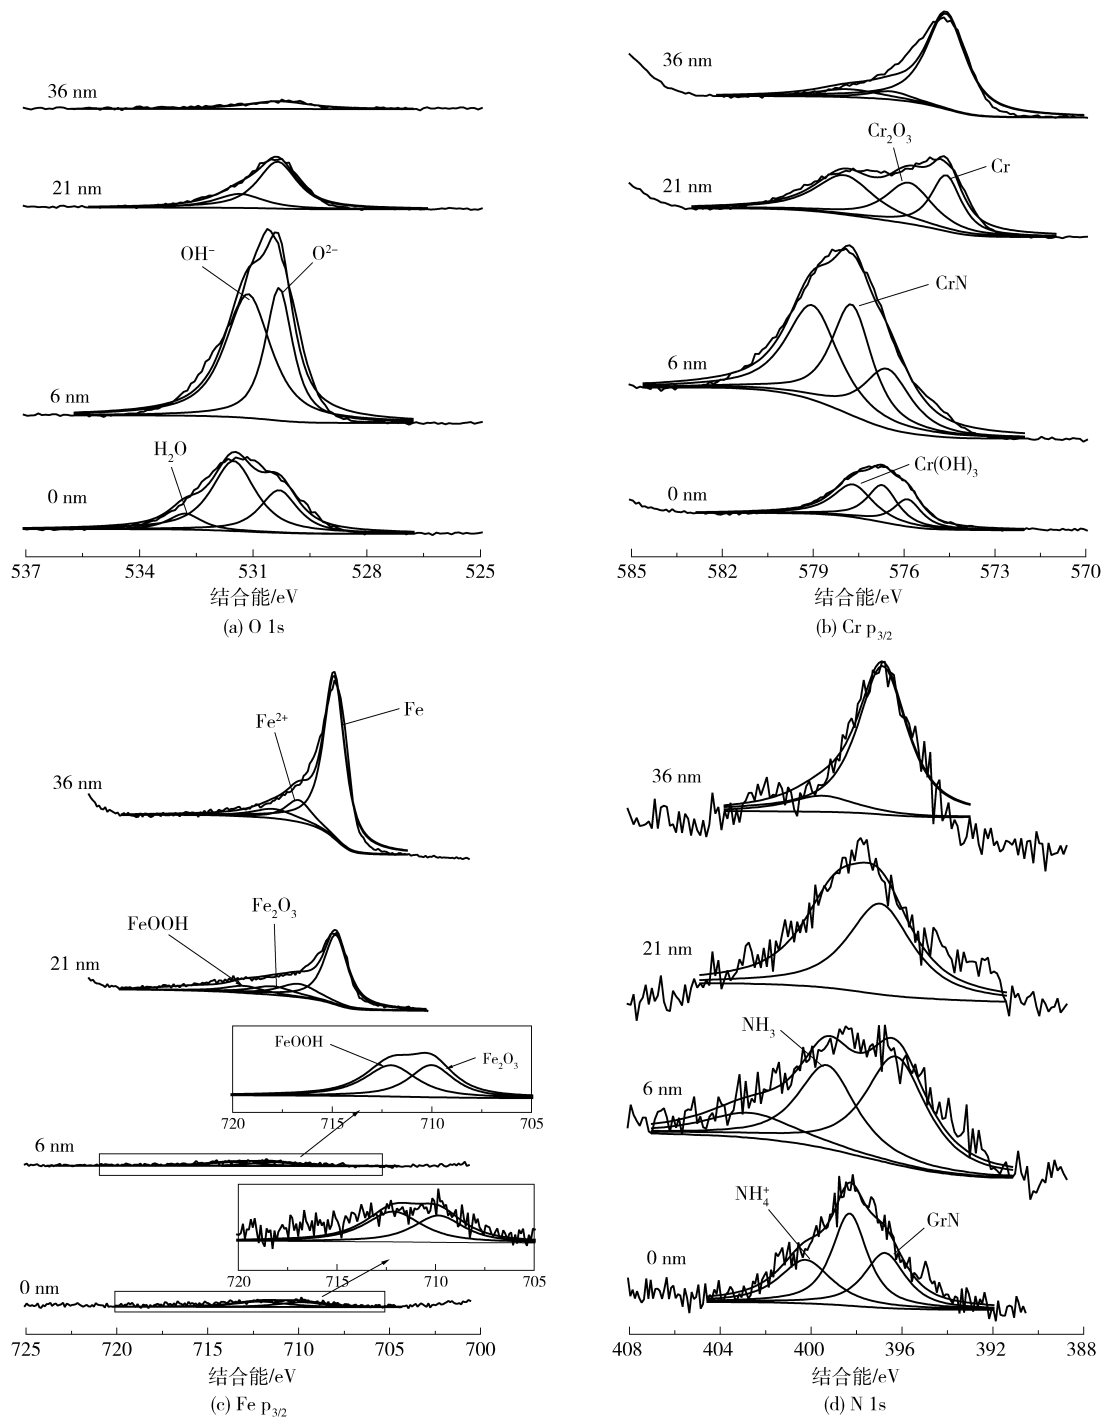 36 nm
21 nm
OH⁻
O²⁻
6 nm
H₂O
0 nm
537 534 531 528 525
结合能/eV
(a) O 1s
36 nm
Cr₂O₃
Cr
21 nm
CrN
6 nm
Cr(OH)₃
0 nm
585 582 579 576 573 570
结合能/eV
(b) Cr p₃/₂
Fe²⁺
Fe
36 nm
FeOOH
Fe₂O₃
21 nm
FeOOH
Fe₂O₃
720 715 710 705
6 nm
720 715 710 705
0 nm
725 720 715 710 705 700
结合能/eV
(c) Fe p₃/₂
36 nm
21 nm
NH₃
6 nm
NH₄⁺
GrN
0 nm
408 404 400 396 392 388
结合能/eV
(d) N 1s